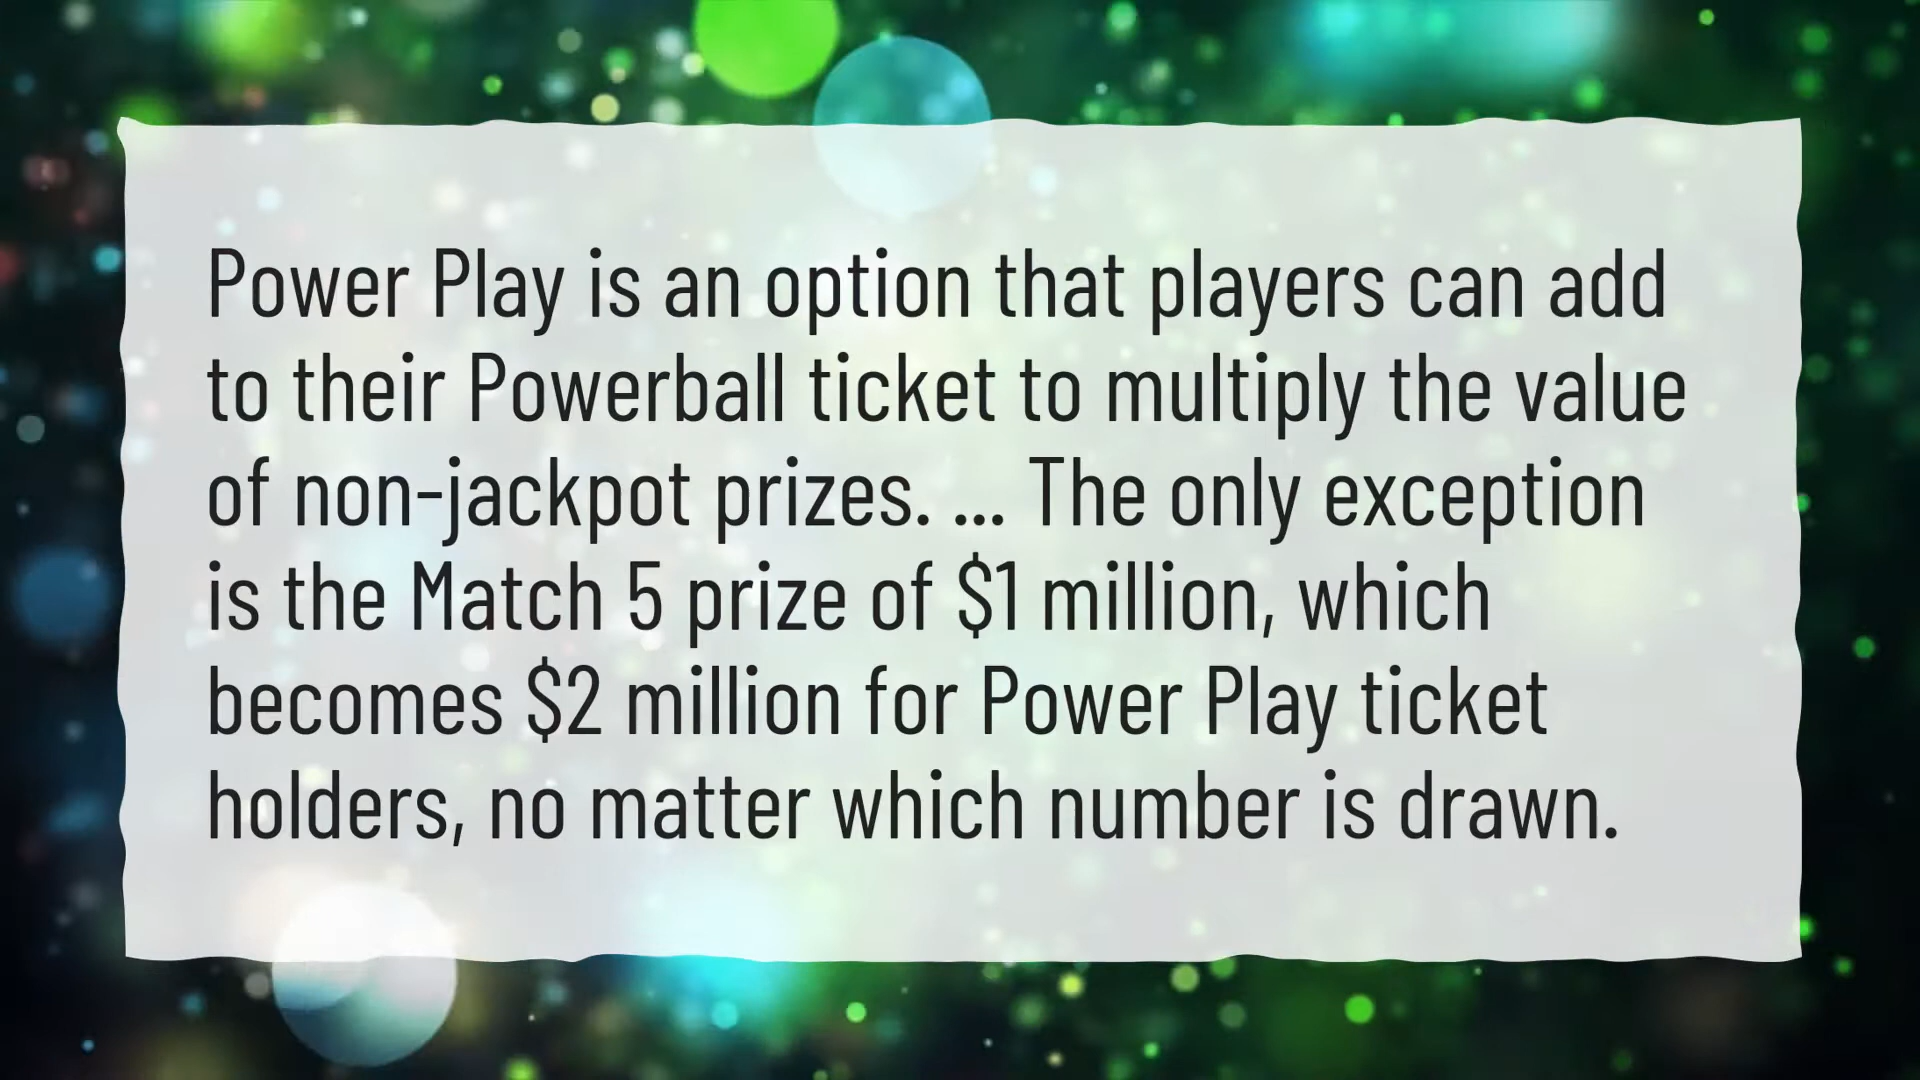 Power Play is an option that players can add
to their Powerball ticket to multiply the value
of non-jackpot prizes. ... The only exception
is the Match 5 prize of $1 million, which
becomes $2 million for Power Play ticket
holders, no matter which number is drawn.